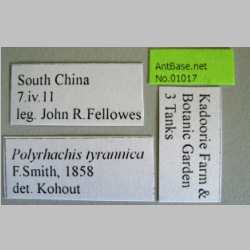 South China
7.iv.11
leg. John R.Fellowes
AntBase.net
No.01017
Polyrhachis tyrannica
F.Smith, 1858
det. Kohout
Kadoorie Farm &
Botanic Garden
3 Tanks